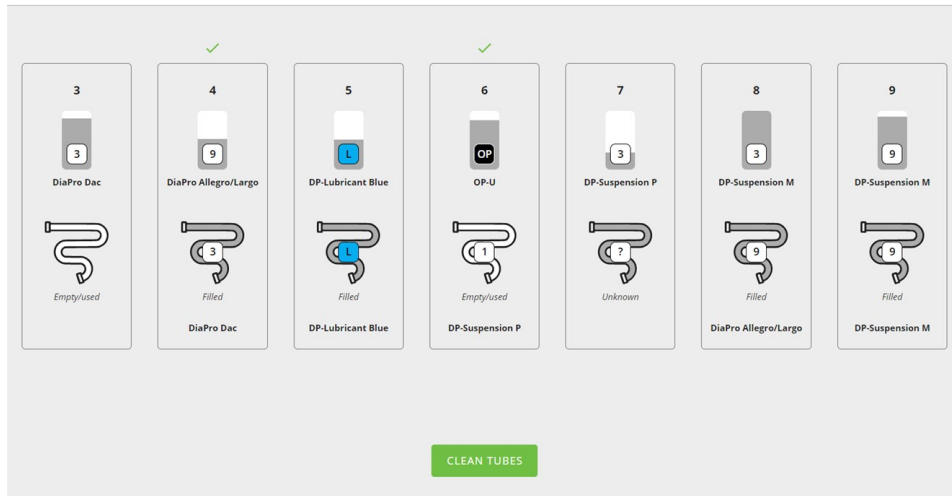 3
4
5
6
7
8
9
3
9
L
OP
3
3
9
DiaPro Dac
DiaPro Allegro/Largo
DP-Lubricant Blue
OP-U
DP-Suspension P
DP-Suspension M
DP-Suspension M
3
L
1
?
9
9
Empty/used
Filled
Filled
Empty/used
Unknown
Filled
Filled
DiaPro Dac
DP-Lubricant Blue
DP-Suspension P
DiaPro Allegro/Largo
DP-Suspension M
CLEAN TUBES